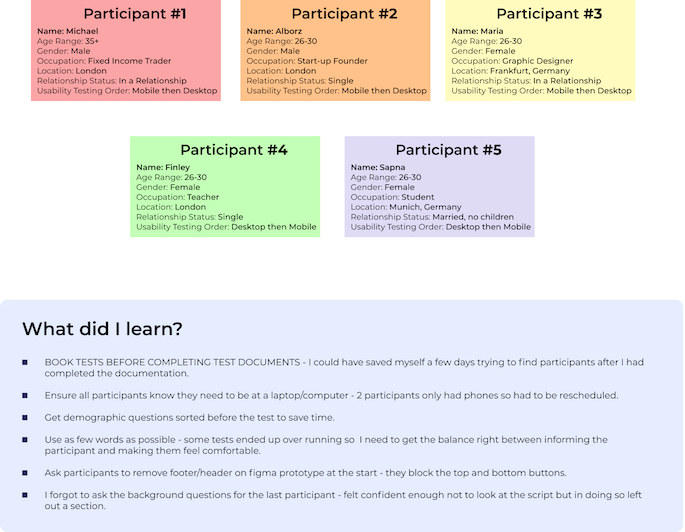 Participant #1
Name: Michael
Age Range: 35+
Gender: Male
Occupation: Fixed Income Trader
Location: London
Relationship Status: In a Relationship
Usability Testing Order: Mobile then Desktop
Participant #2
Name: Alborz
Age Range: 26-30
Gender: Male
Occupation: Start-up Founder
Location: London
Relationship Status: Single
Usability Testing Order: Mobile then Desktop
Participant #3
Name: Maria
Age Range: 26-30
Gender: Female
Occupation: Graphic Designer
Location: Frankfurt, Germany
Relationship Status: In a Relationship
Usability Testing Order: Mobile then Desktop
Participant #4
Name: Finley
Age Range: 26-30
Gender: Female
Occupation: Teacher
Location: London
Relationship Status: Single
Usability Testing Order: Desktop then Mobile
Participant #5
Name: Sapna
Age Range: 26-30
Gender: Female
Occupation: Student
Location: Munich, Germany
Relationship Status: Married, no children
Usability Testing Order: Desktop then Mobile
What did I learn?
BOOK TESTS BEFORE COMPLETING TEST DOCUMENTS - I could have saved myself a few days trying to find participants after I had
completed the documentation.
Ensure all participants know they need to be at a laptop/computer - 2 participants only had phones so had to be rescheduled.
Get demographic questions sorted before the test to save time.
Use as few words as possible - some tests ended up over running so I need to get the balance right between informing the
participant and making them feel comfortable.
Ask participants to remove footer/header on figma prototype at the start - they block the top and bottom buttons.
I forgot to ask the background questions for the last participant - felt confident enough not to look at the script but in doing so left
out a section.